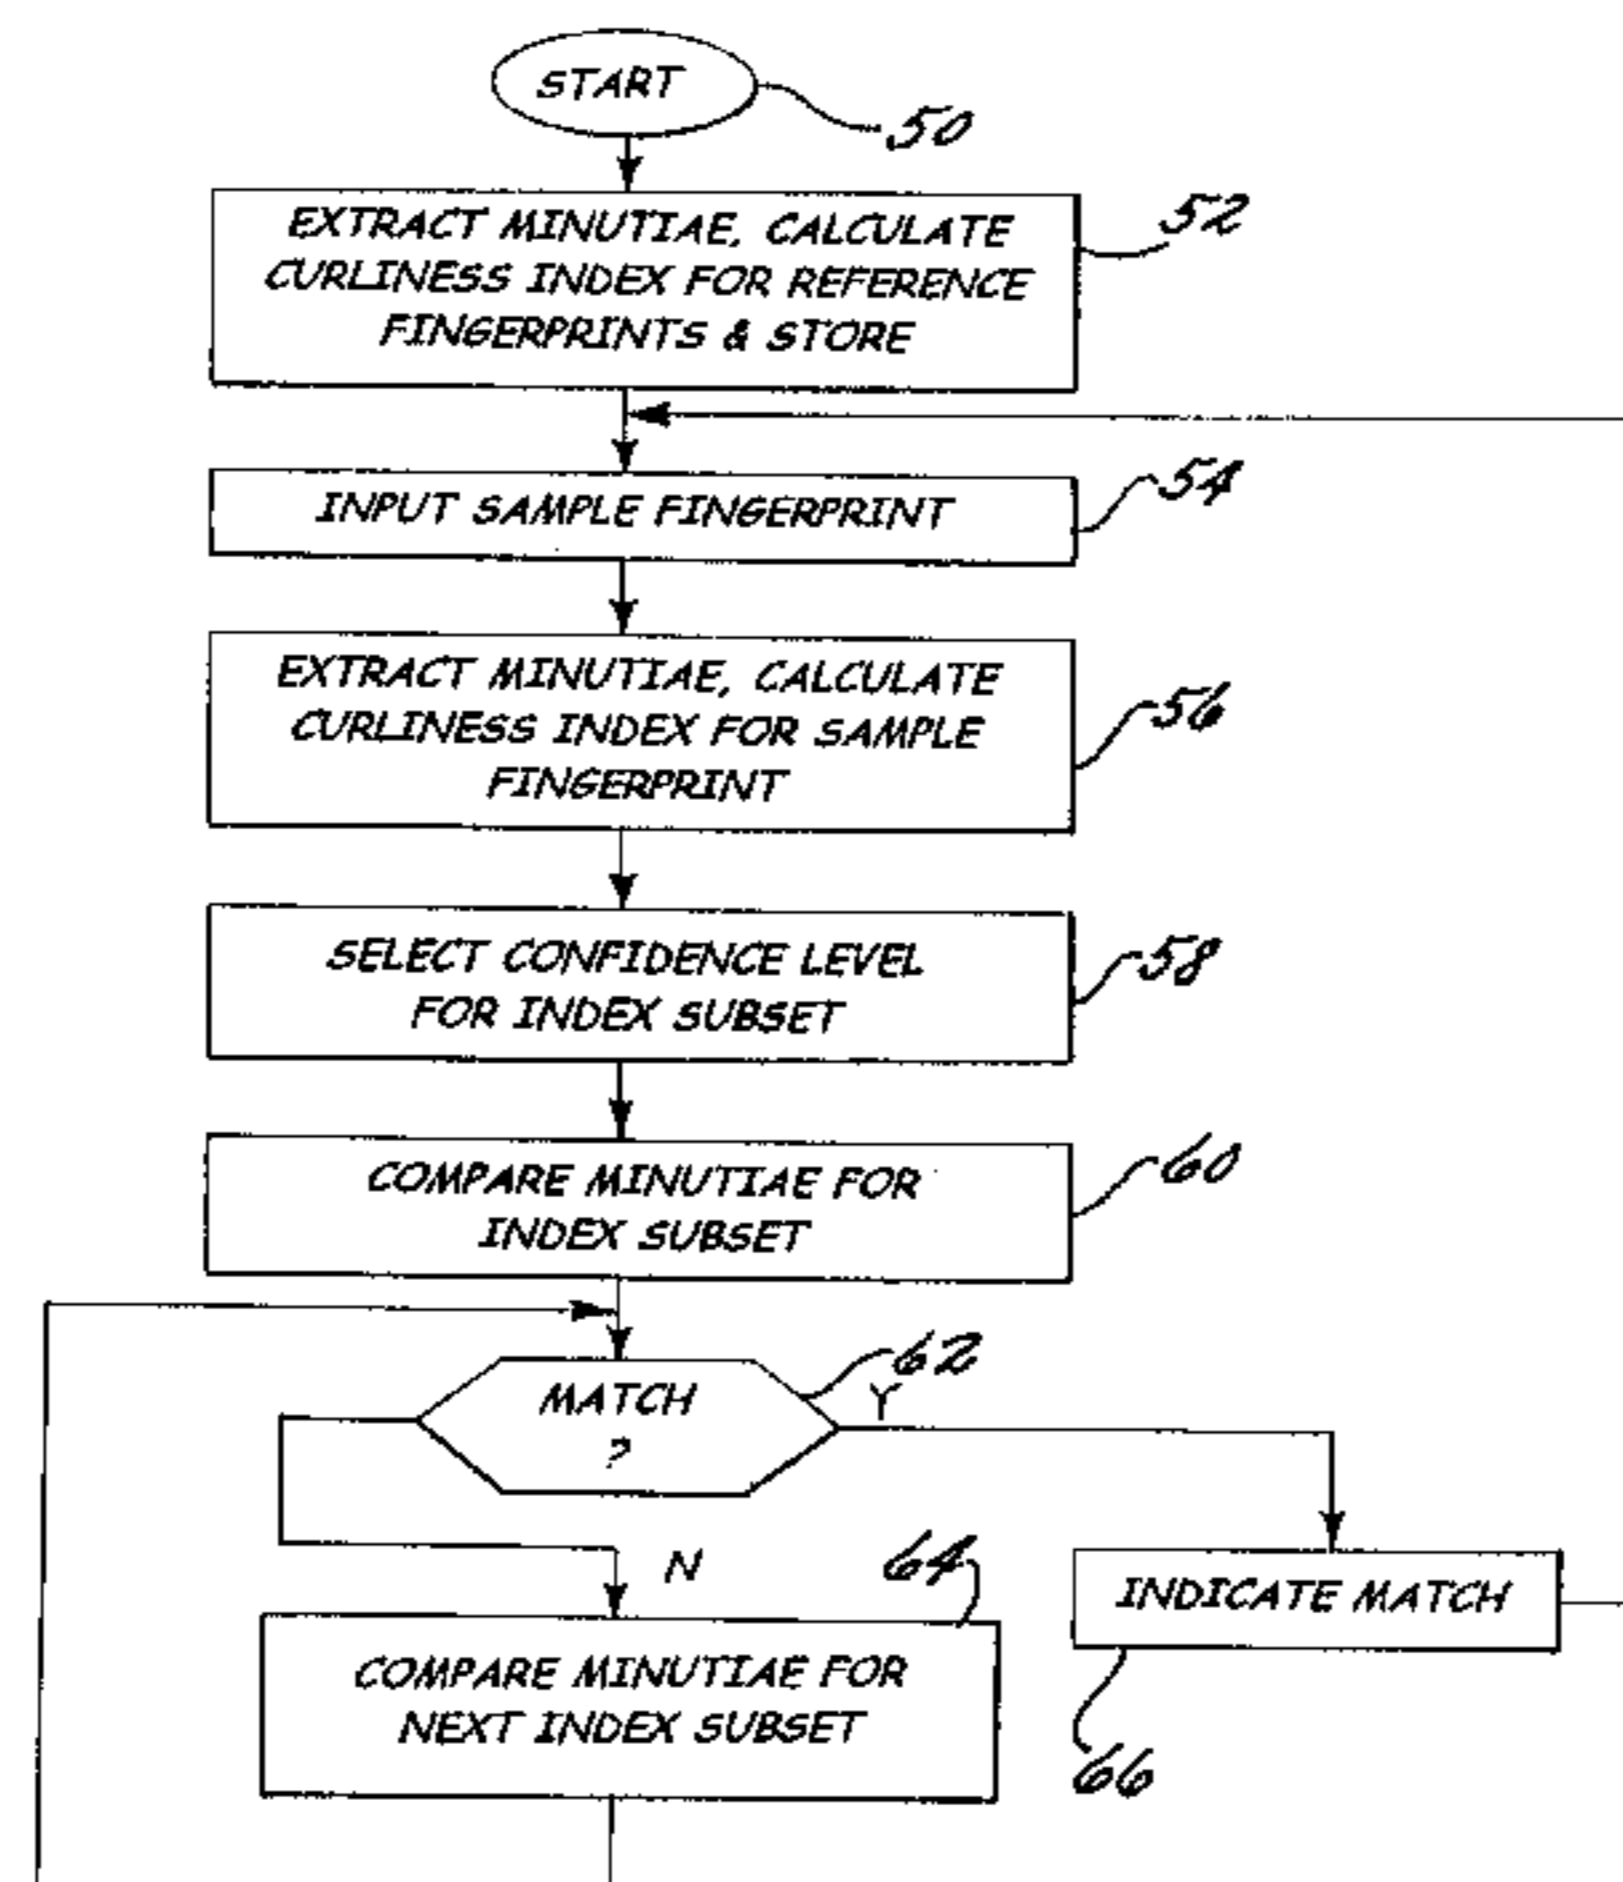 START
50
EXTRACT MINUTIAE, CALCULATE
CURLINESS INDEX FOR REFERENCE
FINGERPRINTS & STORE
52
INPUT SAMPLE FINGERPRINT
54
EXTRACT MINUTIAE, CALCULATE
CURLINESS INDEX FOR SAMPLE
FINGERPRINT
56
SELECT CONFIDENCE LEVEL
FOR INDEX SUBSET
58
COMPARE MINUTIAE FOR
INDEX SUBSET
60
MATCH
?
62
Y
N
64
COMPARE MINUTIAE FOR
NEXT INDEX SUBSET
INDICATE MATCH
66